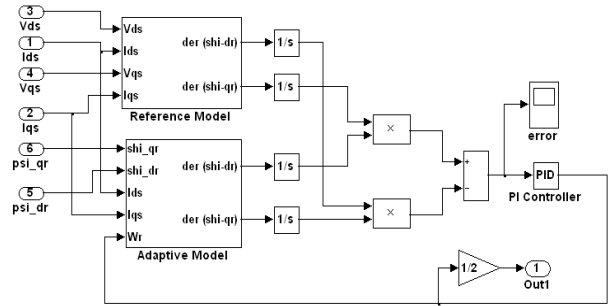 3
Vds
1
Ids
4
Vqs
2
Iqs
6
psi_qr
5
psi_dr
Vds
Ids
Vqs
Iqs
der (shi-dr)
der (shi-qr)
Reference Model
1/s
1/s
shi_qr
shi_dr
Ids
Iqs
Wr
der (shi-dr)
der (shi-qr)
Adaptive Model
1/s
1/s
×
×
+
−
error
PID
PI Controller
1/2
1
Out1